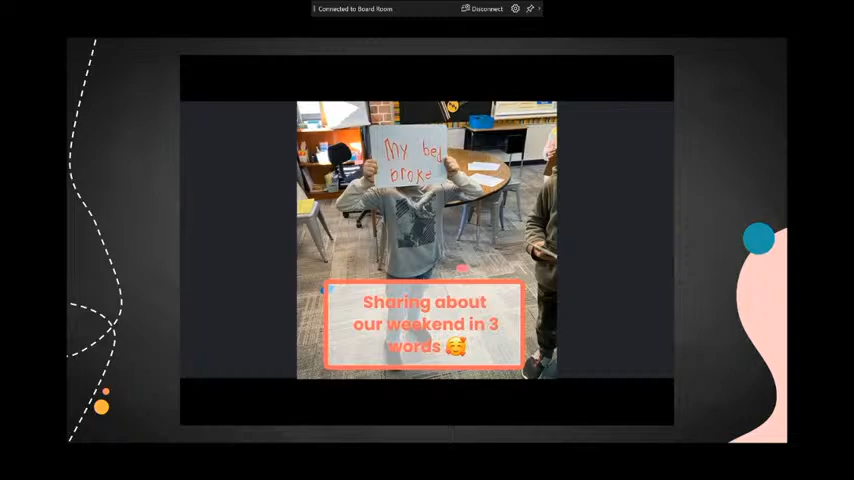 Connected to Board Room
Disconnect
My bed
broke
Sharing about
our weekend in 3
words 🥰